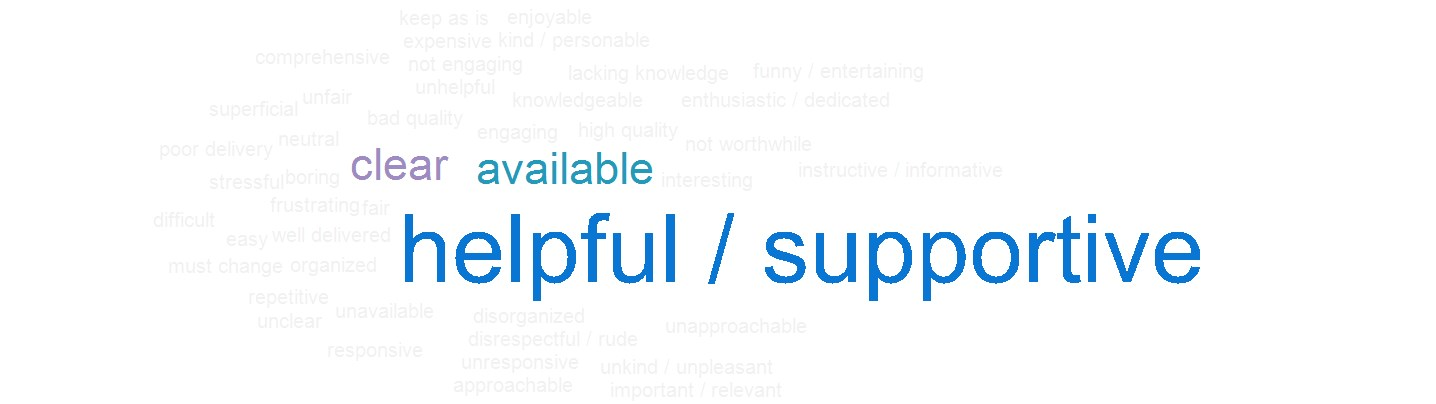 keep as is enjoyable
expensive kind / personable
comprehensive not engaging
lacking knowledge funny / entertaining
unhelpful
superficial unfair knowledgeable enthusiastic / dedicated
bad quality
engaging high quality
poor delivery neutral not worthwhile
clear available
stressful boring interesting instructive / informative
frustrating fair
difficult
easy well delivered
helpful / supportive
must change organized
repetitive
unclear unavailable disorganized unapproachable
disrespectful / rude
responsive
unresponsive unkind / unpleasant
approachable important / relevant